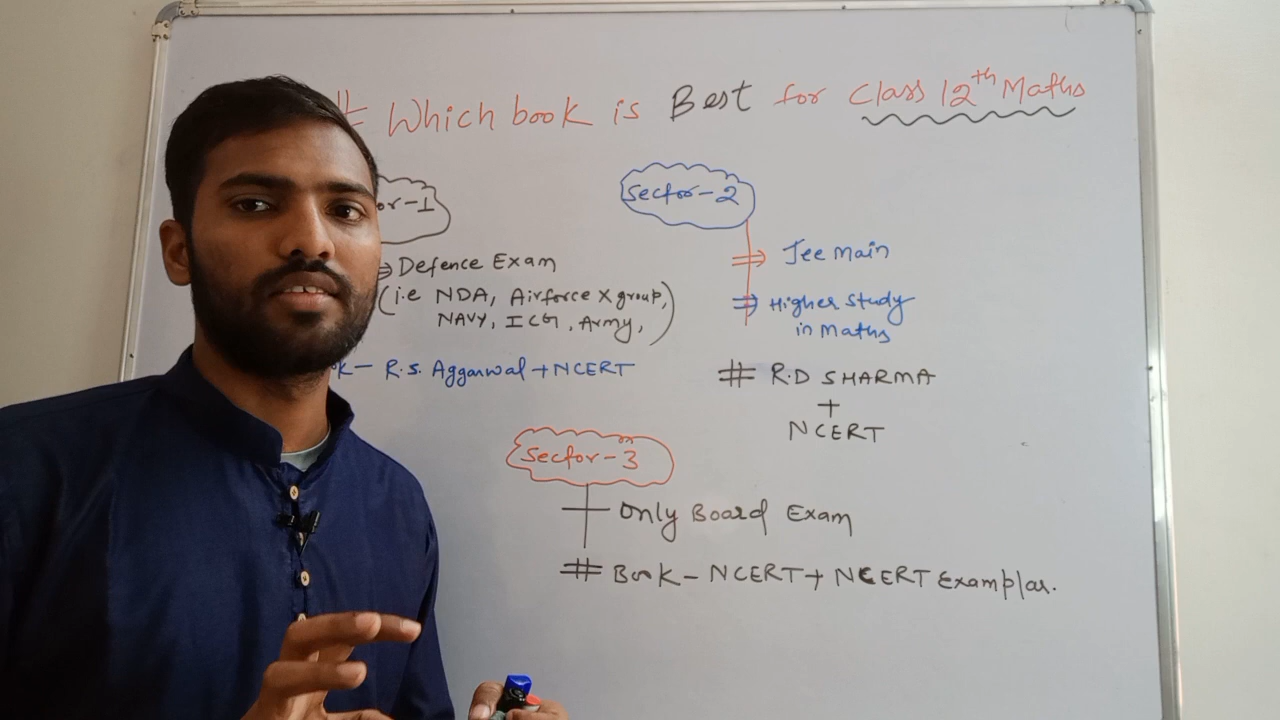 # Which book is Best for Class 12th Maths
or-1
⇒ Defence Exam
(i.e NDA, Airforce X group,
NAVY, ICG, Army,)
ok - R.S. Aggarwal + NCERT
Sector-2
⇒ Jee main
⇒ Higher Study
in Maths
# R.D SHARMA
+
NCERT
Sector-3
Only Board Exam
# Book - NCERT + NCERT Examplar.